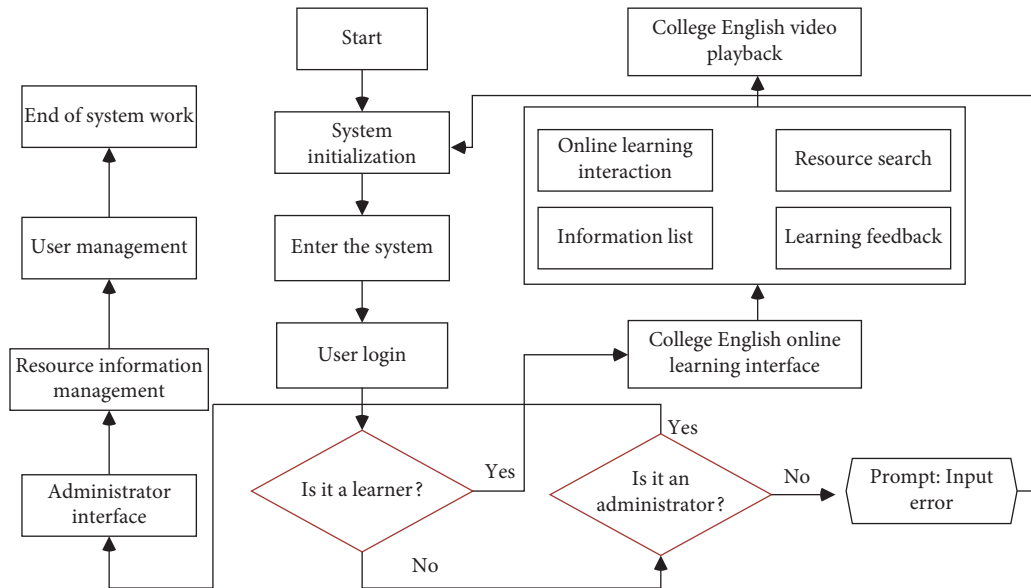 Start
College English video
playback
End of system work
System
initialization
Online learning
interaction
Resource search
User management
Enter the system
Information list
Learning feedback
Resource information
management
User login
College English online
learning interface
Yes
Administrator
interface
Is it a learner?
Yes
Is it an
administrator?
No
Prompt: Input
error
No